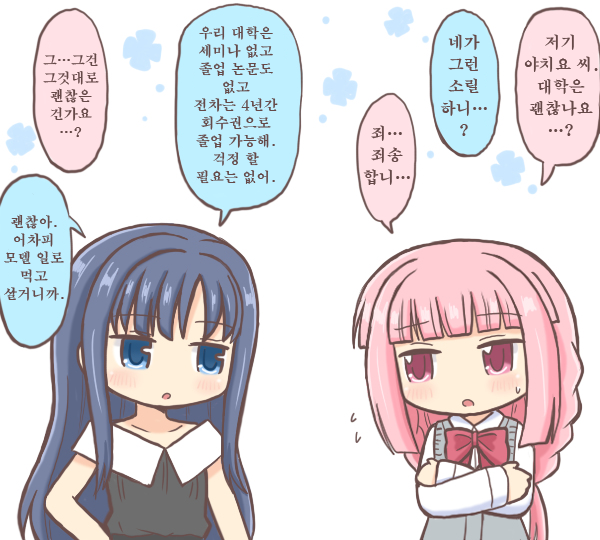 저기
야치요 씨.
대학은
괜찮나요
…?
네가
그런
소릴
하니…
?
죄…
죄송
합니…
우리 대학은
세미나 없고
졸업 논문도
없고
전차는 4년간
회수권으로
졸업 가능해.
걱정 할
필요는 없어.
그…그건
그것대로
괜찮은
건가요
…?
괜찮아.
어차피
모델 일로
먹고
살거니까.